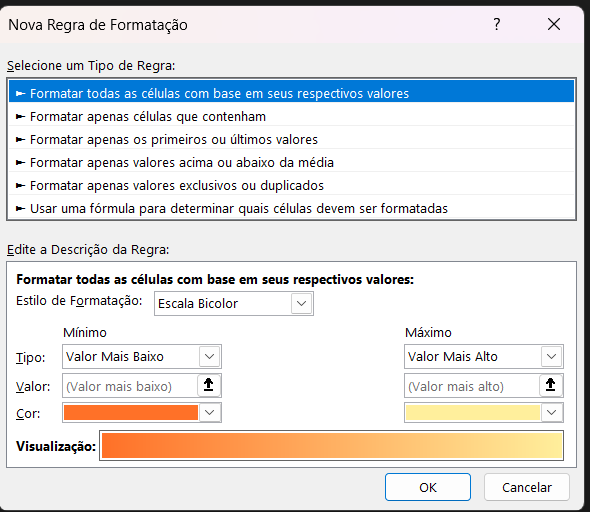 Nova Regra de Formatação ?
Selecione um Tipo de Regra:
► Formatar todas as células com base em seus respectivos valores
► Formatar apenas células que contenham
► Formatar apenas os primeiros ou últimos valores
► Formatar apenas valores acima ou abaixo da média
► Formatar apenas valores exclusivos ou duplicados
► Usar uma fórmula para determinar quais células devem ser formatadas
Edite a Descrição da Regra:
Formatar todas as células com base em seus respectivos valores:
Estilo de Formatação: Escala Bicolor
Mínimo Máximo
Tipo: Valor Mais Baixo Valor Mais Alto
Valor: (Valor mais baixo) (Valor mais alto)
Cor:
Visualização:
OK Cancelar